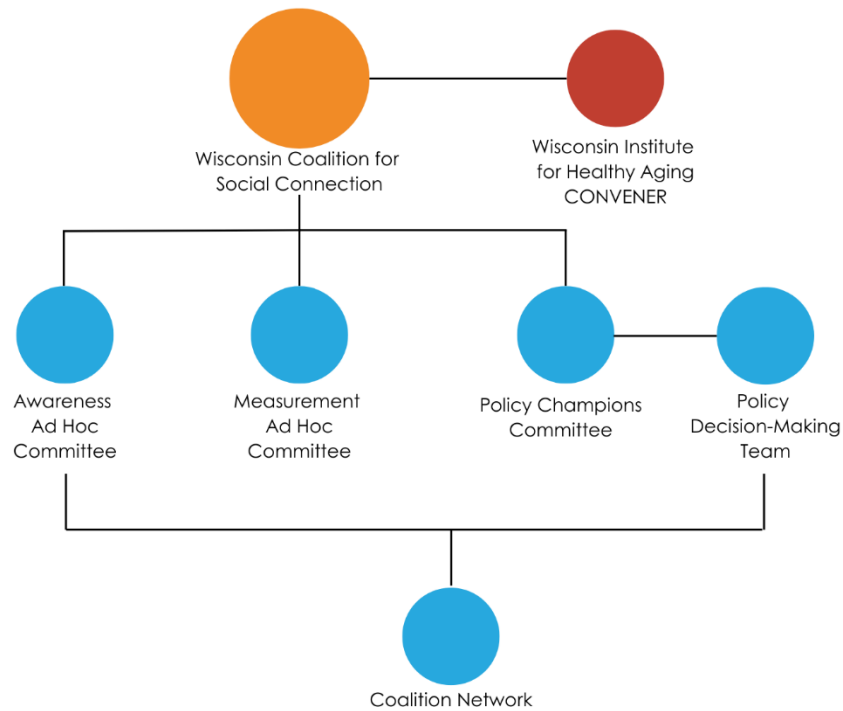 Wisconsin Coalition for
Social Connection
Wisconsin Institute
for Healthy Aging
CONVENER
Awareness
Ad Hoc
Committee
Measurement
Ad Hoc
Committee
Policy Champions
Committee
Policy
Decision-Making
Team
Coalition Network